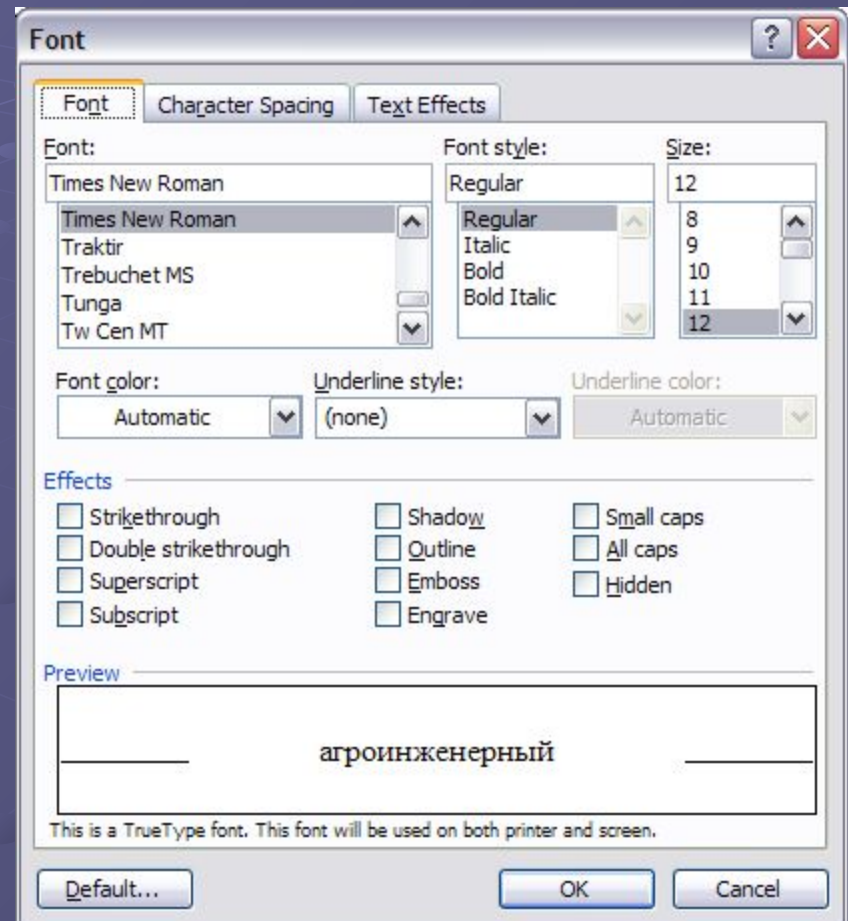 Font
Font Character Spacing Text Effects
Font: Font style: Size:
Times New Roman Regular 12
Times New Roman Regular 8
Traktir Italic 9
Trebuchet MS Bold 10
Tunga Bold Italic 11
Tw Cen MT 12
Font color: Underline style: Underline color:
Automatic (none) Automatic
Effects
Strikethrough Shadow Small caps
Double strikethrough Outline All caps
Superscript Emboss Hidden
Subscript Engrave
Preview
агроинженерный
This is a TrueType font. This font will be used on both printer and screen.
Default... OK Cancel